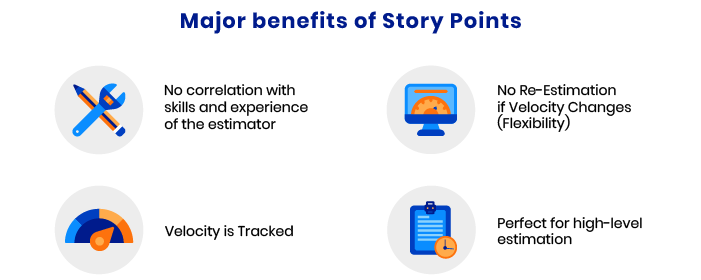 Major benefits of Story Points
No correlation with
skills and experience
of the estimator
No Re-Estimation
if Velocity Changes
(Flexibility)
Velocity is Tracked
Perfect for high-level
estimation